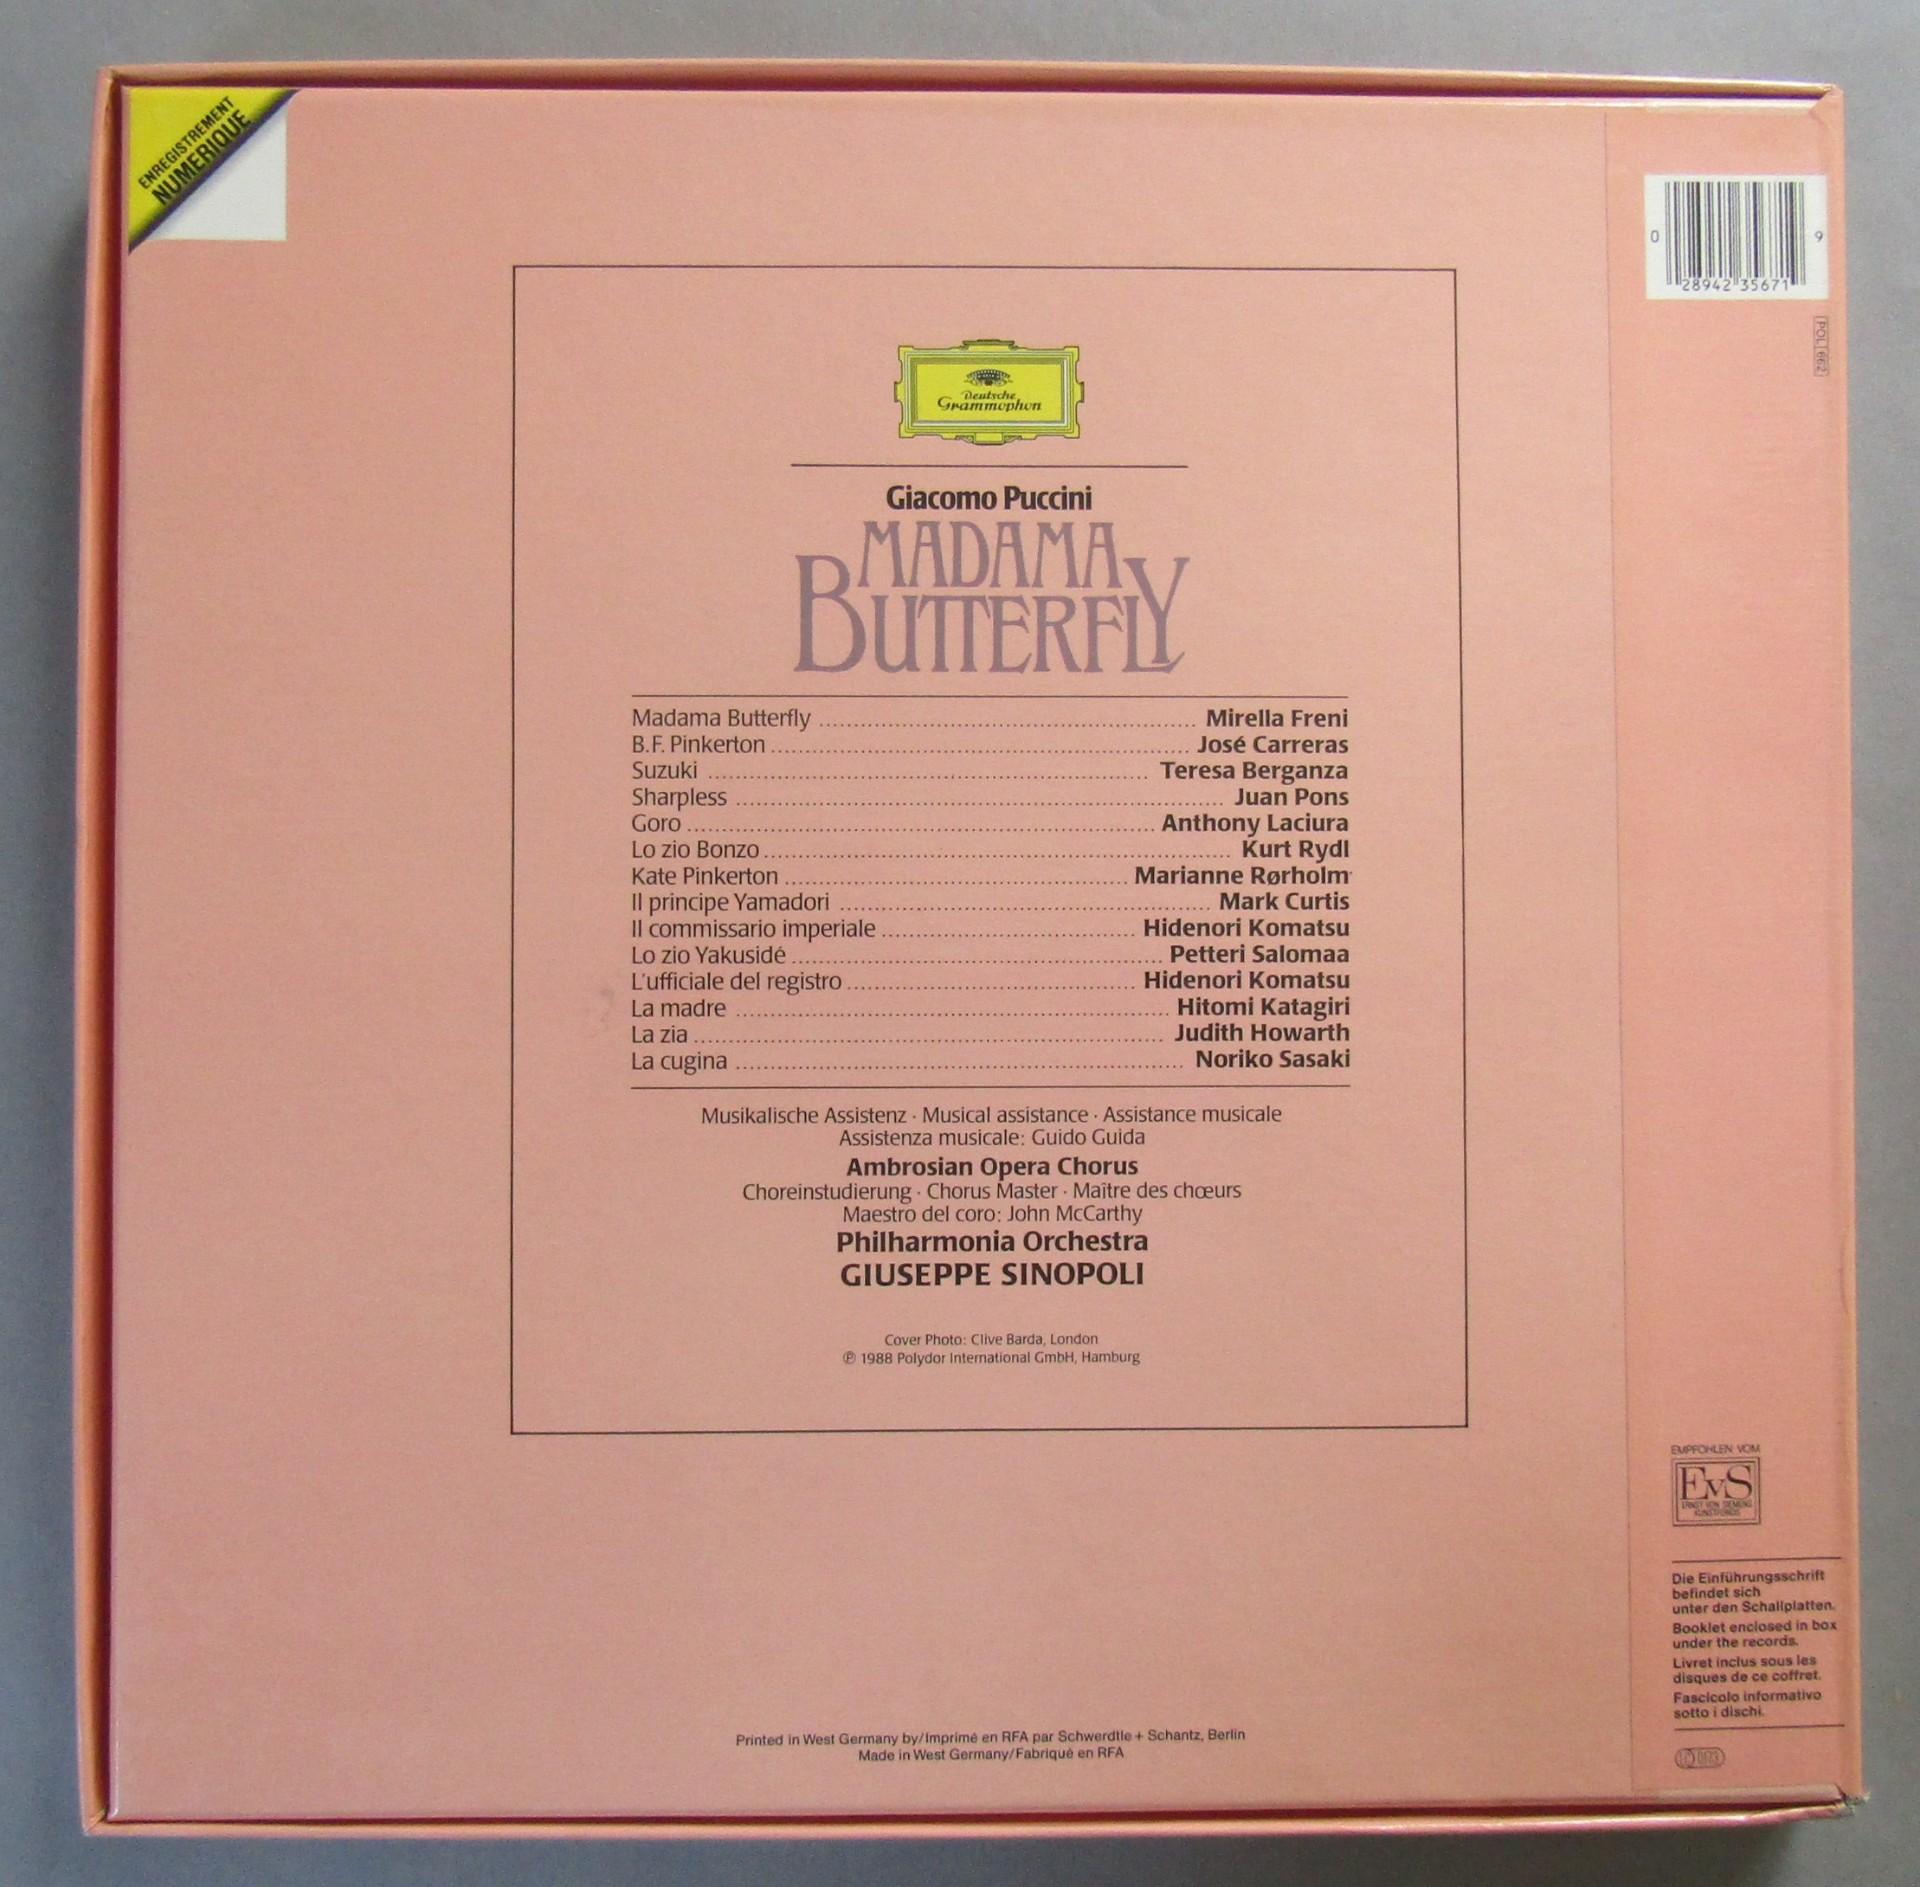 ENREGISTREMENT
NUMERIQUE
0 28942 35671 9
POL 662
Deutsche
Grammophon
Giacomo Puccini
MADAMA
BUTTERFLY
Madama Butterfly ........ Mirella Freni
B.F. Pinkerton ........ José Carreras
Suzuki ........ Teresa Berganza
Sharpless ........ Juan Pons
Goro ........ Anthony Laciura
Lo zio Bonzo ........ Kurt Rydl
Kate Pinkerton ........ Marianne Rørholm
Il principe Yamadori ........ Mark Curtis
Il commissario imperiale ........ Hidenori Komatsu
Lo zio Yakusidé ........ Petteri Salomaa
L'ufficiale del registro ........ Hidenori Komatsu
La madre ........ Hitomi Katagiri
La zia ........ Judith Howarth
La cugina ........ Noriko Sasaki
Musikalische Assistenz · Musical assistance · Assistance musicale
Assistenza musicale: Guido Guida
Ambrosian Opera Chorus
Choreinstudierung · Chorus Master · Maître des chœurs
Maestro del coro: John McCarthy
Philharmonia Orchestra
GIUSEPPE SINOPOLI
Cover Photo: Clive Barda, London
℗ 1988 Polydor International GmbH, Hamburg
EMPFOHLEN VOM
EvS
ERNST VON SIEMENS
KUNSTFONDS
Die Einführungsschrift
befindet sich
unter den Schallplatten.
Booklet enclosed in box
under the records.
Livret inclus sous les
disques de ce coffret.
Fascicolo informativo
sotto i dischi.
Printed in West Germany by/Imprimé en RFA par Schwerdtle + Schantz, Berlin
Made in West Germany/Fabriqué en RFA